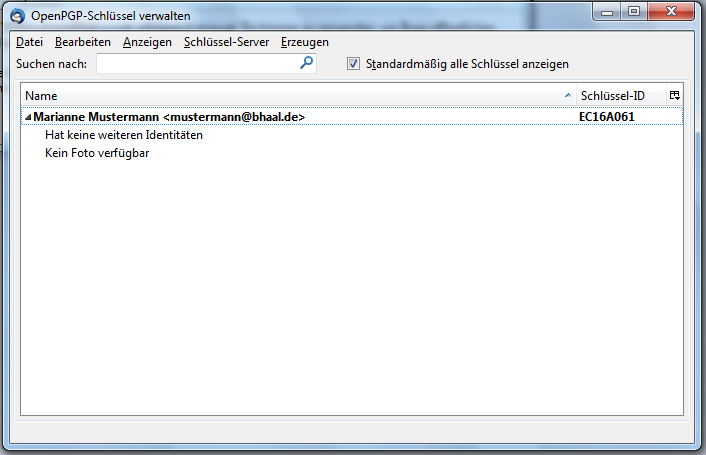 OpenPGP-Schlüssel verwalten
Datei Bearbeiten Anzeigen Schlüssel-Server Erzeugen
Suchen nach: Standardmäßig alle Schlüssel anzeigen
Name Schlüssel-ID
Marianne Mustermann <mustermann@bhaal.de> EC16A061
Hat keine weiteren Identitäten
Kein Foto verfügbar